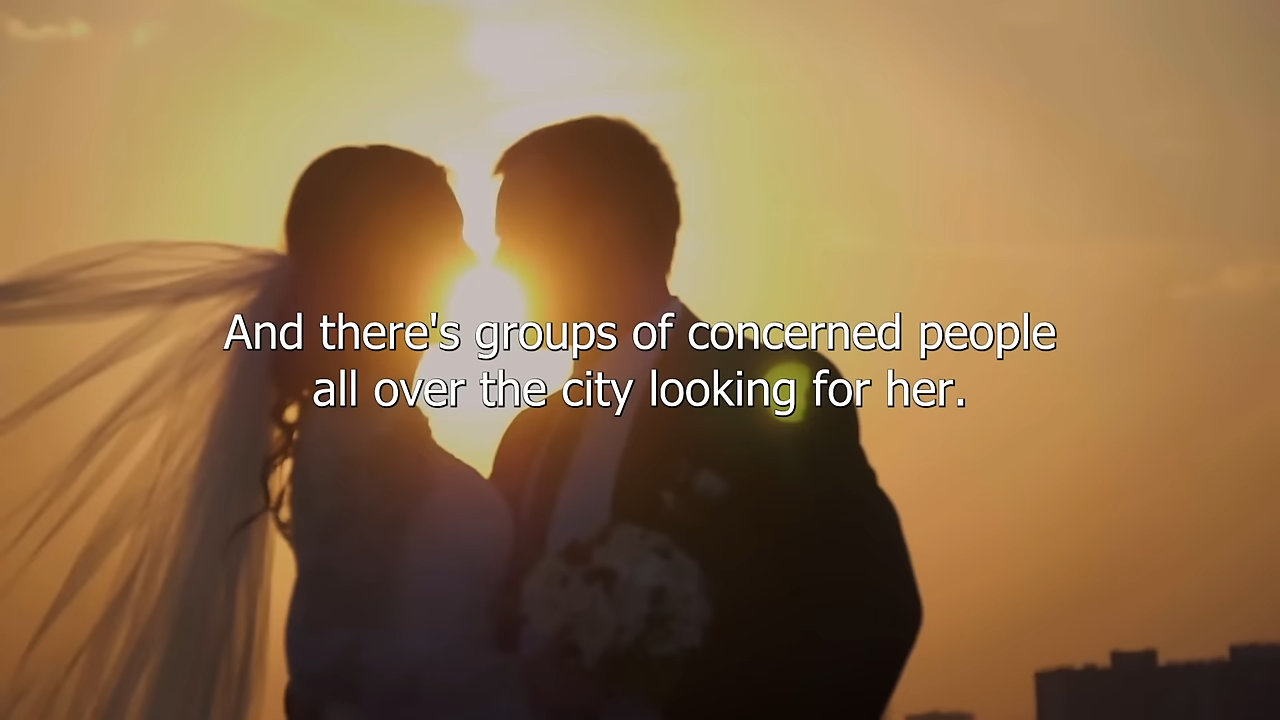 And there's groups of concerned people
all over the city looking for her.